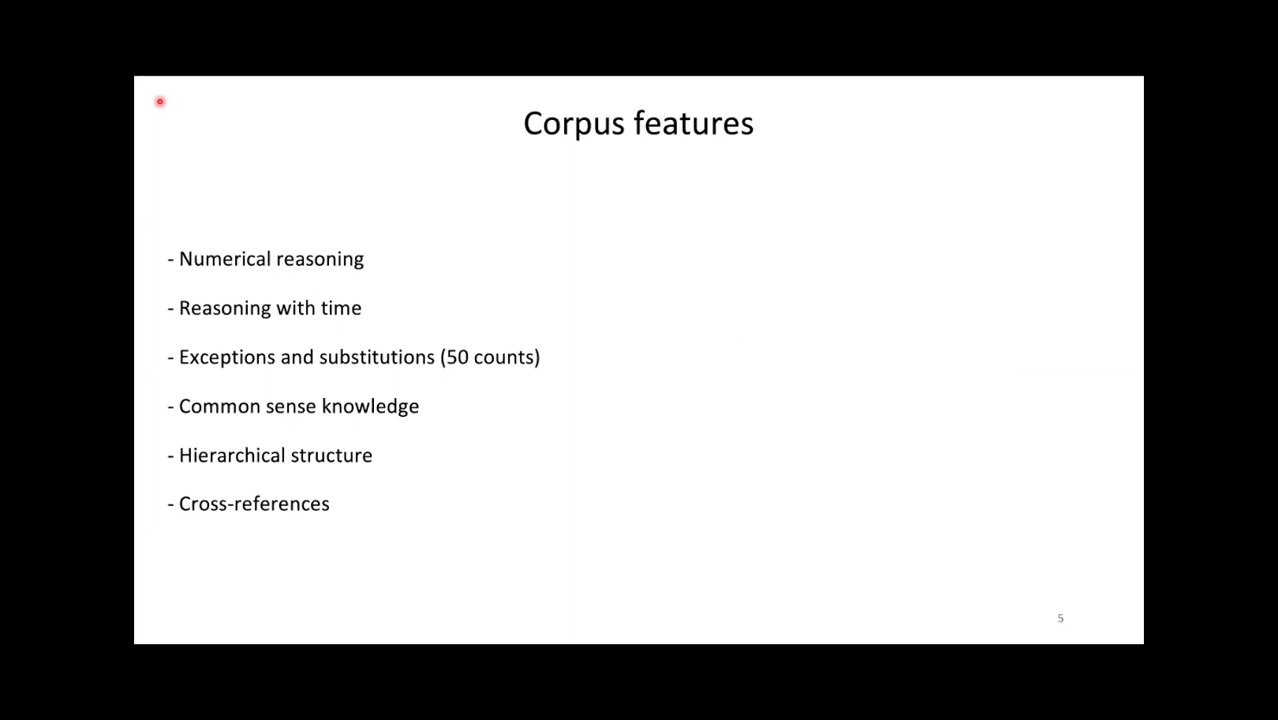 Corpus features
- Numerical reasoning
- Reasoning with time
- Exceptions and substitutions (50 counts)
- Common sense knowledge
- Hierarchical structure
- Cross-references
5